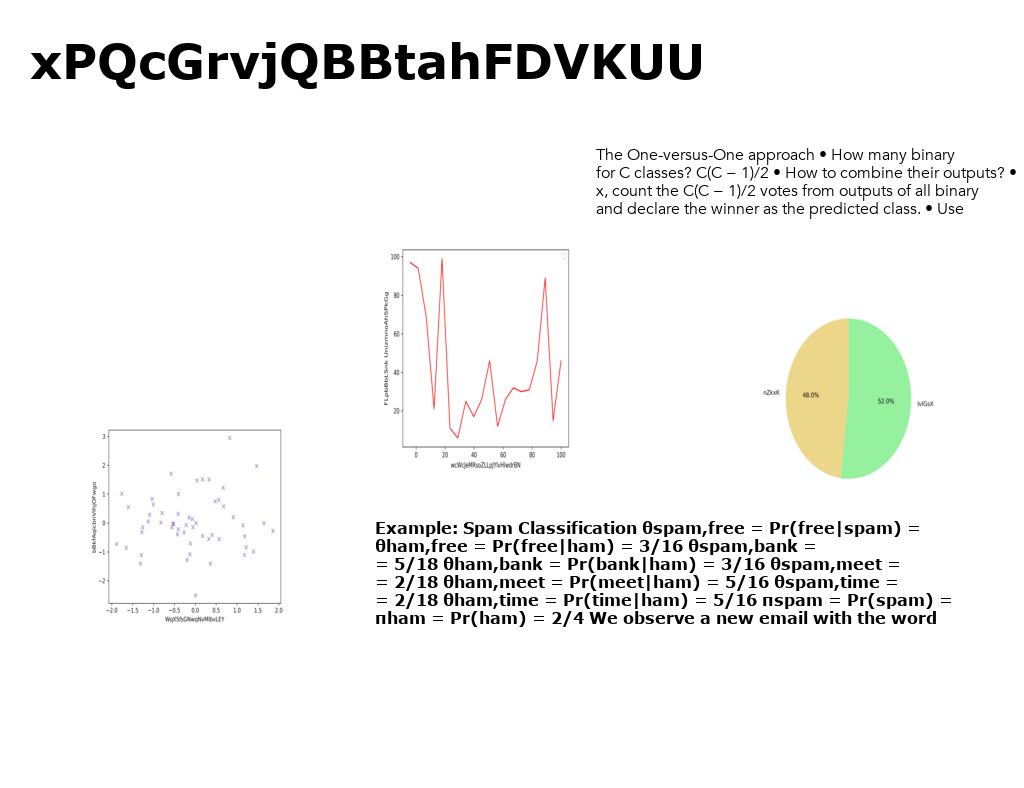 xPQcGrvjQBBtahFDVKUU
The One-versus-One approach • How many binary
for C classes? C(C − 1)/2 • How to combine their outputs? •
x, count the C(C − 1)/2 votes from outputs of all binary
and declare the winner as the predicted class. • Use
100
80
60
40
20
0 20 40 60 80 100
nZkxK
48.0%
52.0%
3
2
1
0
−1
−2
−2.0 −1.5 −1.0 −0.5 0.0 0.5 1.0 1.5 2.0
Example: Spam Classification θspam,free = Pr(free|spam) =
θham,free = Pr(free|ham) = 3/16 θspam,bank =
= 5/18 θham,bank = Pr(bank|ham) = 3/16 θspam,meet =
= 2/18 θham,meet = Pr(meet|ham) = 5/16 θspam,time =
= 2/18 θham,time = Pr(time|ham) = 5/16 πspam = Pr(spam) =
πham = Pr(ham) = 2/4 We observe a new email with the word